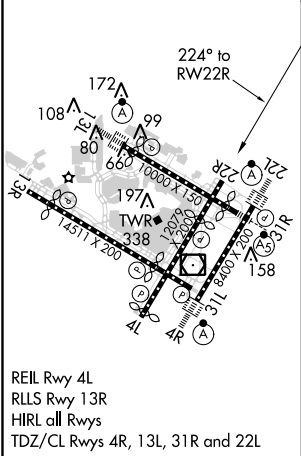 224° to
RW22R
172
A
108
99
13L
80
660
P
10000 X 150
22R
A
22L
13R
P
197
TWR
338
12079 X 200
P
P
31R
A5
158
14511 X 200
8400 X 200
P
P
4L
4R
31L
A
REIL Rwy 4L
RLLS Rwy 13R
HIRL all Rwys
TDZ/CL Rwys 4R, 13L, 31R and 22L